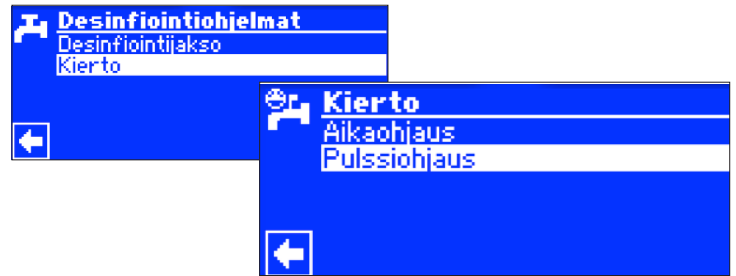 Desinfiointiohjelmat
Desinfiointijakso
Kierto
Kierto
Aikaohjaus
Pulssiohjaus